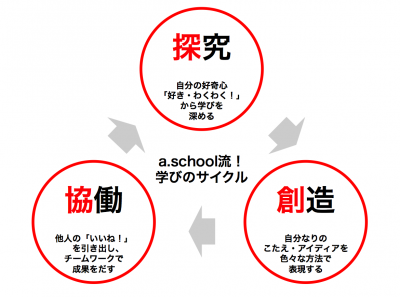 探究
自分の好奇心
「好き・わくわく！」
から学びを
深める
a.school流！
学びのサイクル
協働
他人の「いいね！」
を引き出し、
チームワークで
成果をだす
創造
自分なりの
こたえ・アイディアを
色々な方法で
表現する